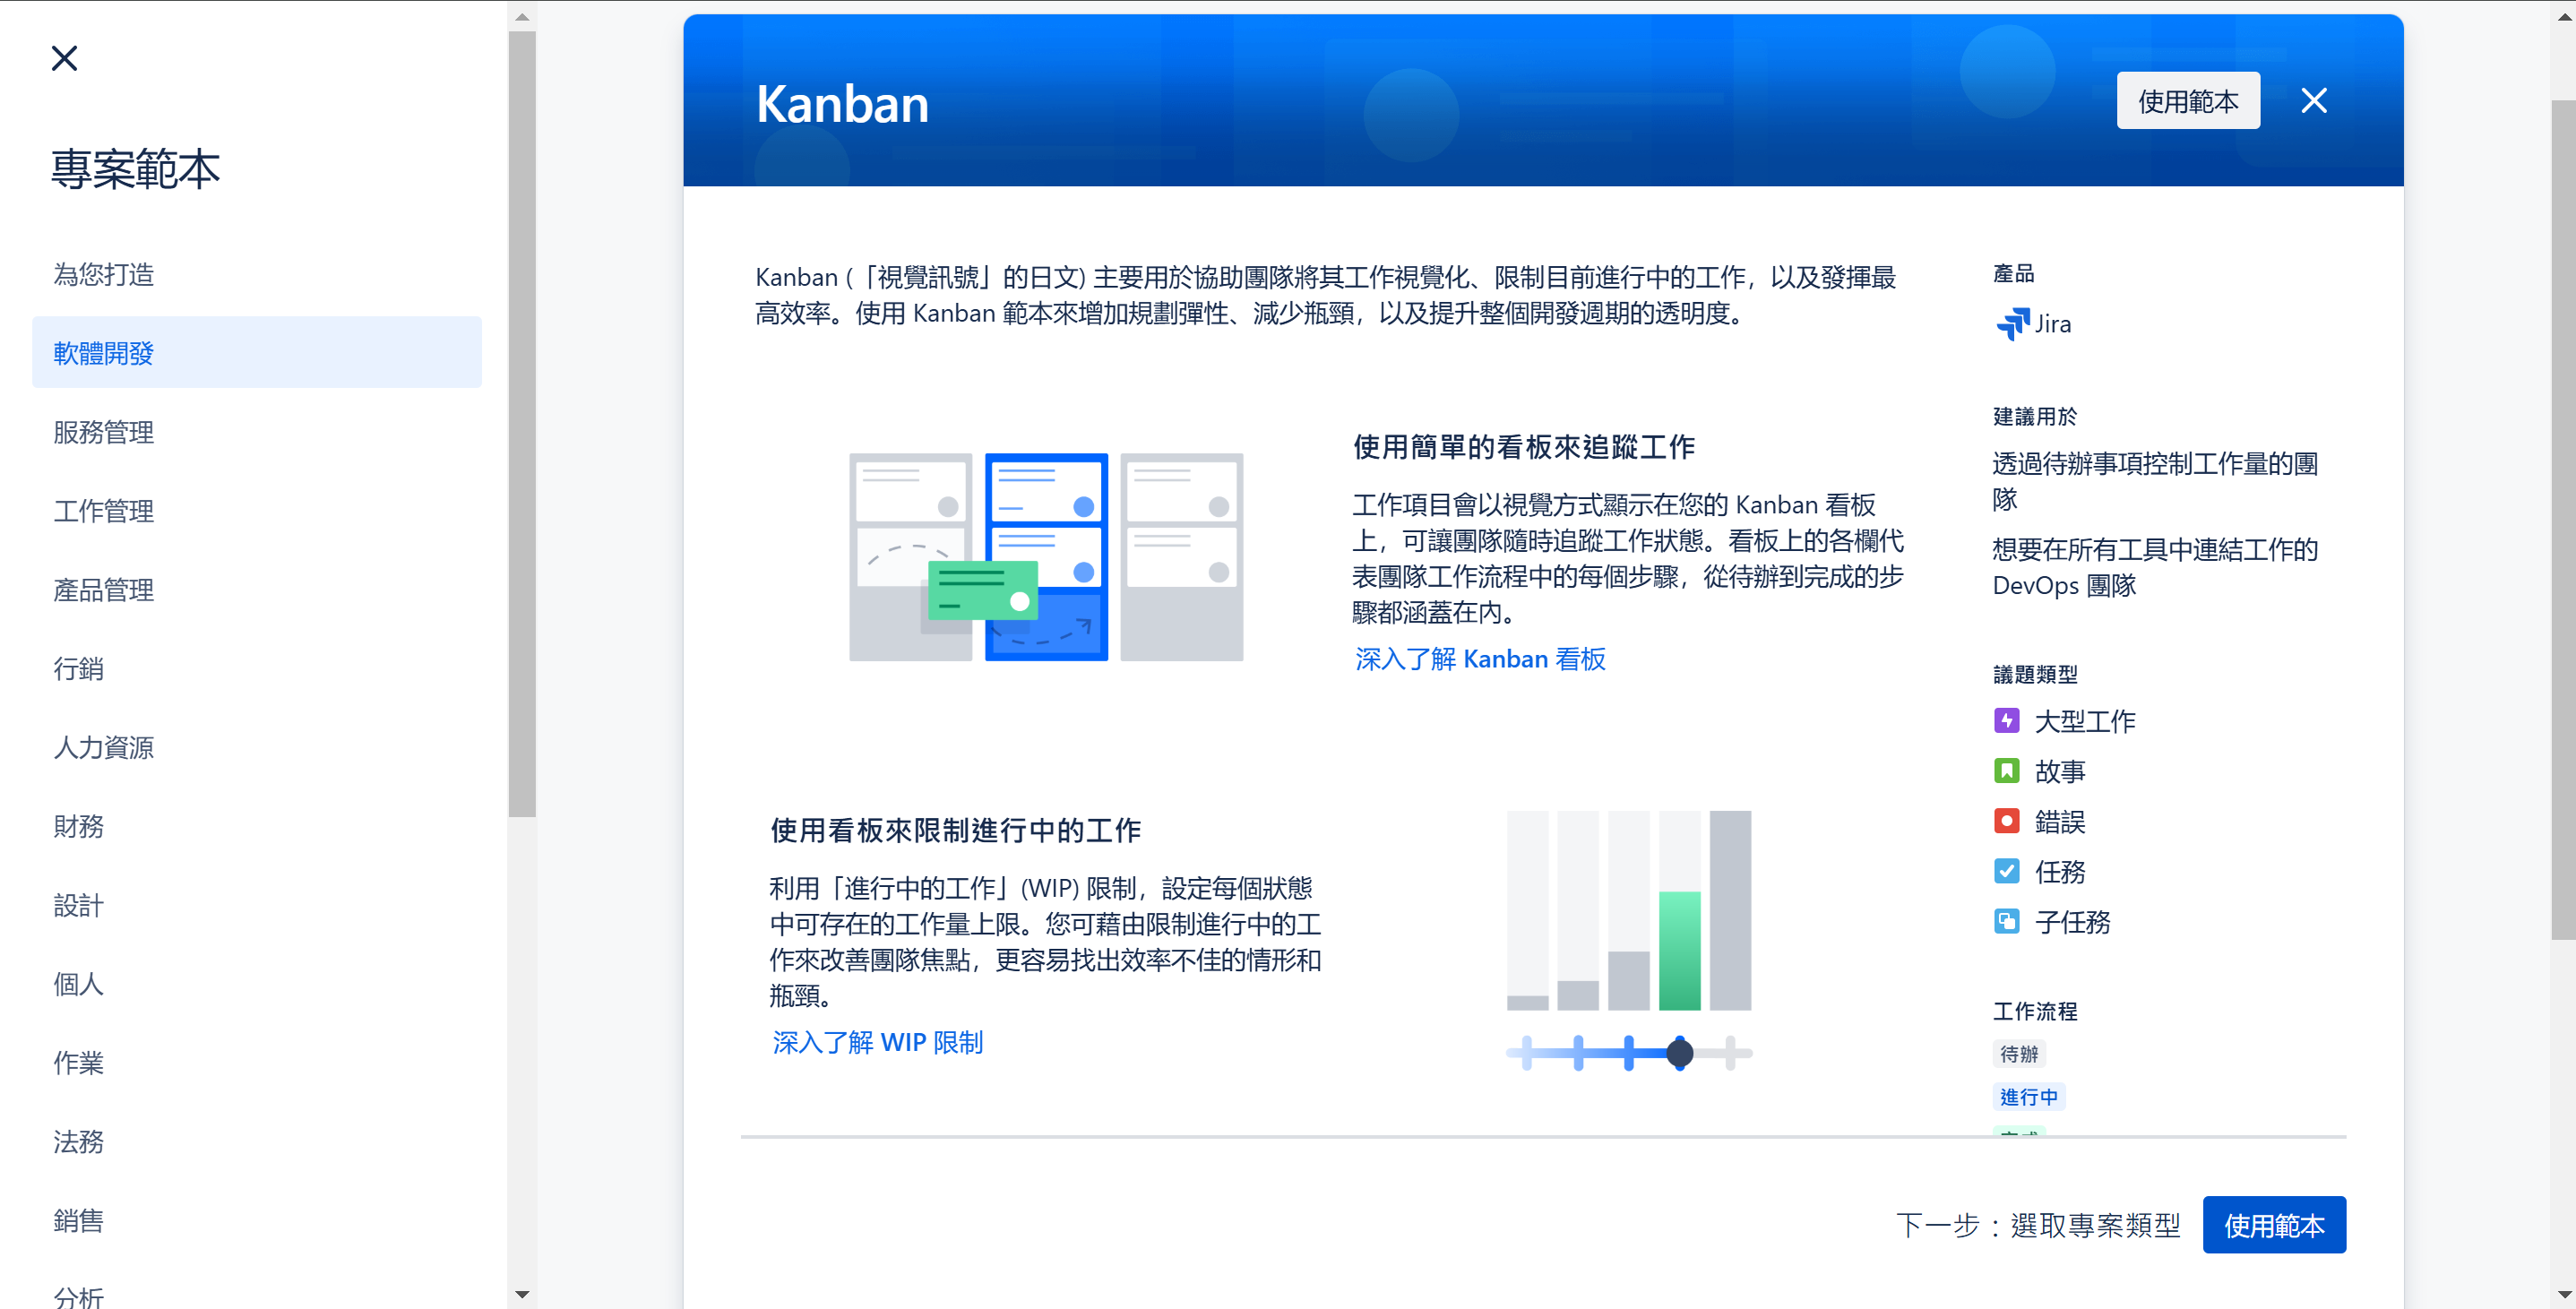 專案範本
為您打造
軟體開發
服務管理
工作管理
產品管理
行銷
人力資源
財務
設計
個人
作業
法務
銷售
分析
Kanban
使用範本
Kanban (「視覺訊號」的日文) 主要用於協助團隊將其工作視覺化、限制目前進行中的工作，以及發揮最
高效率。使用 Kanban 範本來增加規劃彈性、減少瓶頸，以及提升整個開發週期的透明度。
使用簡單的看板來追蹤工作
工作項目會以視覺方式顯示在您的 Kanban 看板
上，可讓團隊隨時追蹤工作狀態。看板上的各欄代
表團隊工作流程中的每個步驟，從待辦到完成的步
驟都涵蓋在內。
深入了解 Kanban 看板
使用看板來限制進行中的工作
利用「進行中的工作」(WIP) 限制，設定每個狀態
中可存在的工作量上限。您可藉由限制進行中的工
作來改善團隊焦點，更容易找出效率不佳的情形和
瓶頸。
深入了解 WIP 限制
產品
Jira
建議用於
透過待辦事項控制工作量的團
隊
想要在所有工具中連結工作的
DevOps 團隊
議題類型
大型工作
故事
錯誤
任務
子任務
工作流程
待辦
進行中
下一步：選取專案類型
使用範本